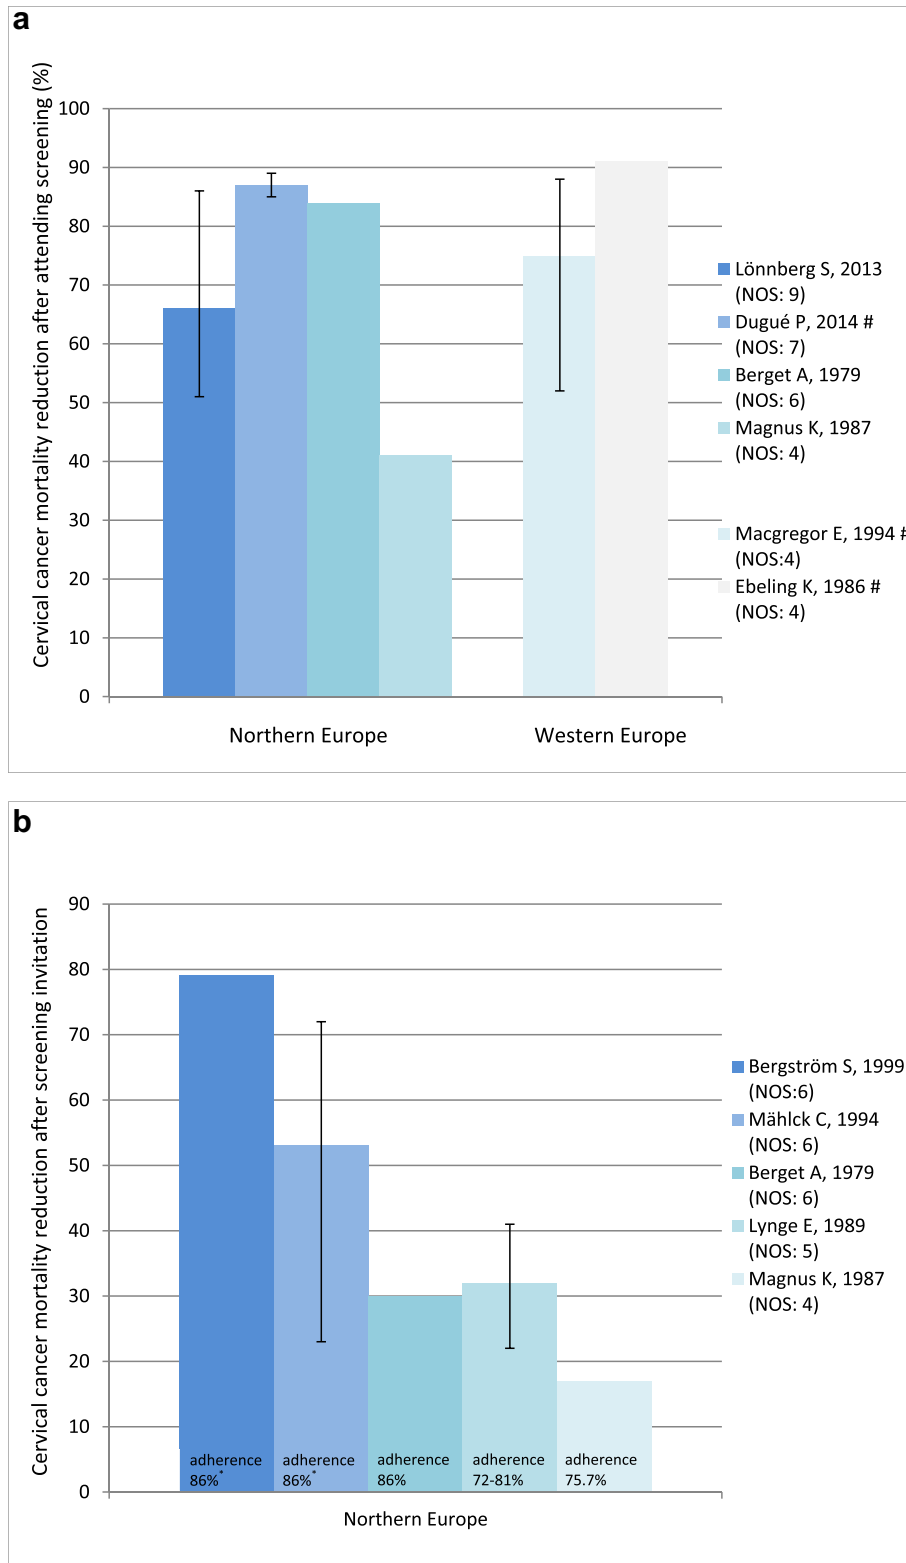 a
Cervical cancer mortality reduction after attending screening (%)
100
90
80
70
60
50
40
30
20
10
0
Northern Europe
Western Europe
Lönnberg S, 2013
(NOS: 9)
Dugué P, 2014 #
(NOS: 7)
Berget A, 1979
(NOS: 6)
Magnus K, 1987
(NOS: 4)
Macgregor E, 1994 #
(NOS:4)
Ebeling K, 1986 #
(NOS: 4)
b
Cervical cancer mortality reduction after screening invitation
90
80
70
60
50
40
30
20
10
0
adherence
86%*
adherence
86%*
adherence
86%
adherence
72-81%
adherence
75.7%
Northern Europe
Bergström S, 1999
(NOS:6)
Mählck C, 1994
(NOS: 6)
Berget A, 1979
(NOS: 6)
Lynge E, 1989
(NOS: 5)
Magnus K, 1987
(NOS: 4)